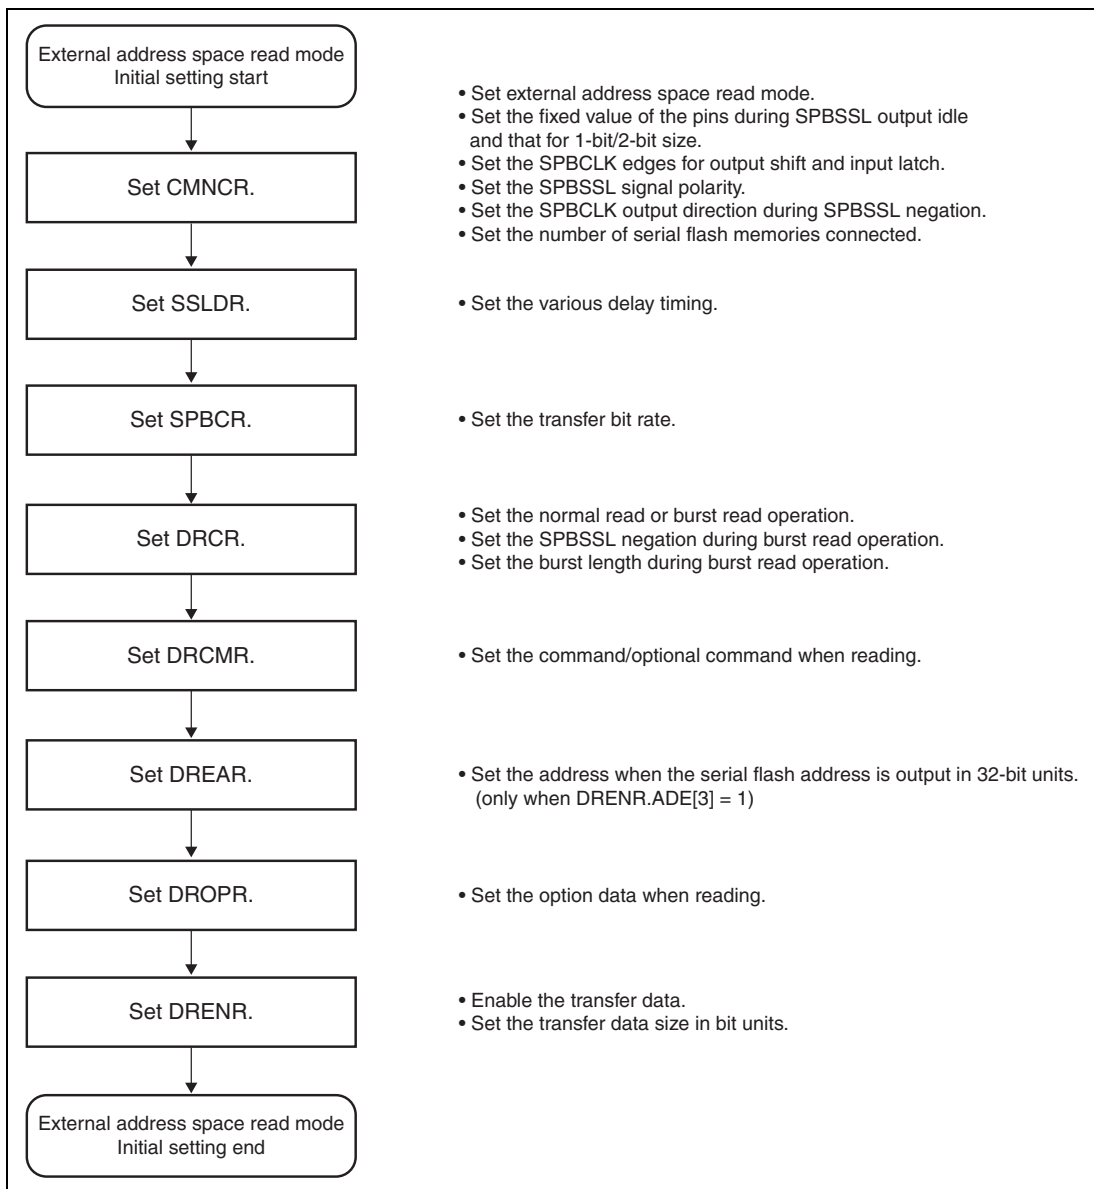 External address space read mode
Initial setting start
• Set external address space read mode.
• Set the fixed value of the pins during SPBSSL output idle
and that for 1-bit/2-bit size.
• Set the SPBCLK edges for output shift and input latch.
• Set the SPBSSL signal polarity.
• Set the SPBCLK output direction during SPBSSL negation.
• Set the number of serial flash memories connected.
Set CMNCR.
Set SSLDR.
• Set the various delay timing.
Set SPBCR.
• Set the transfer bit rate.
Set DRCR.
• Set the normal read or burst read operation.
• Set the SPBSSL negation during burst read operation.
• Set the burst length during burst read operation.
Set DRCMR.
• Set the command/optional command when reading.
Set DREAR.
• Set the address when the serial flash address is output in 32-bit units.
(only when DRENR.ADE[3] = 1)
Set DROPR.
• Set the option data when reading.
Set DRENR.
• Enable the transfer data.
• Set the transfer data size in bit units.
External address space read mode
Initial setting end